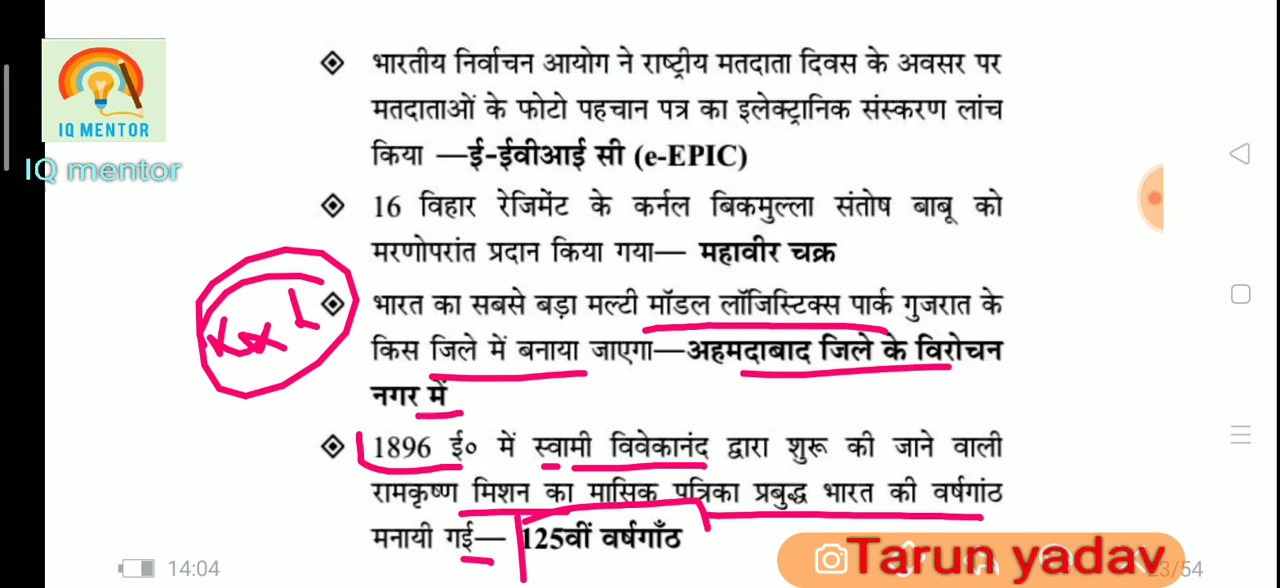 IQ MENTOR
IQ mentor
भारतीय निर्वाचन आयोग ने राष्ट्रीय मतदाता दिवस के अवसर पर
मतदाताओं के फोटो पहचान पत्र का इलेक्ट्रानिक संस्करण लांच
किया —ई-ईवीआई सी (e-EPIC)
16 विहार रेजिमेंट के कर्नल बिकमुल्ला संतोष बाबू को
मरणोपरांत प्रदान किया गया— महावीर चक्र
भारत का सबसे बड़ा मल्टी मॉडल लॉजिस्टिक्स पार्क गुजरात के
किस जिले में बनाया जाएगा—अहमदाबाद जिले के विरोचन
नगर में
1896 ई० में स्वामी विवेकानंद द्वारा शुरू की जाने वाली
रामकृष्ण मिशन का मासिक पत्रिका प्रबुद्ध भारत की वर्षगांठ
मनायी गई— 125वीं वर्षगाँठ
14:04
Tarun yadav
/54